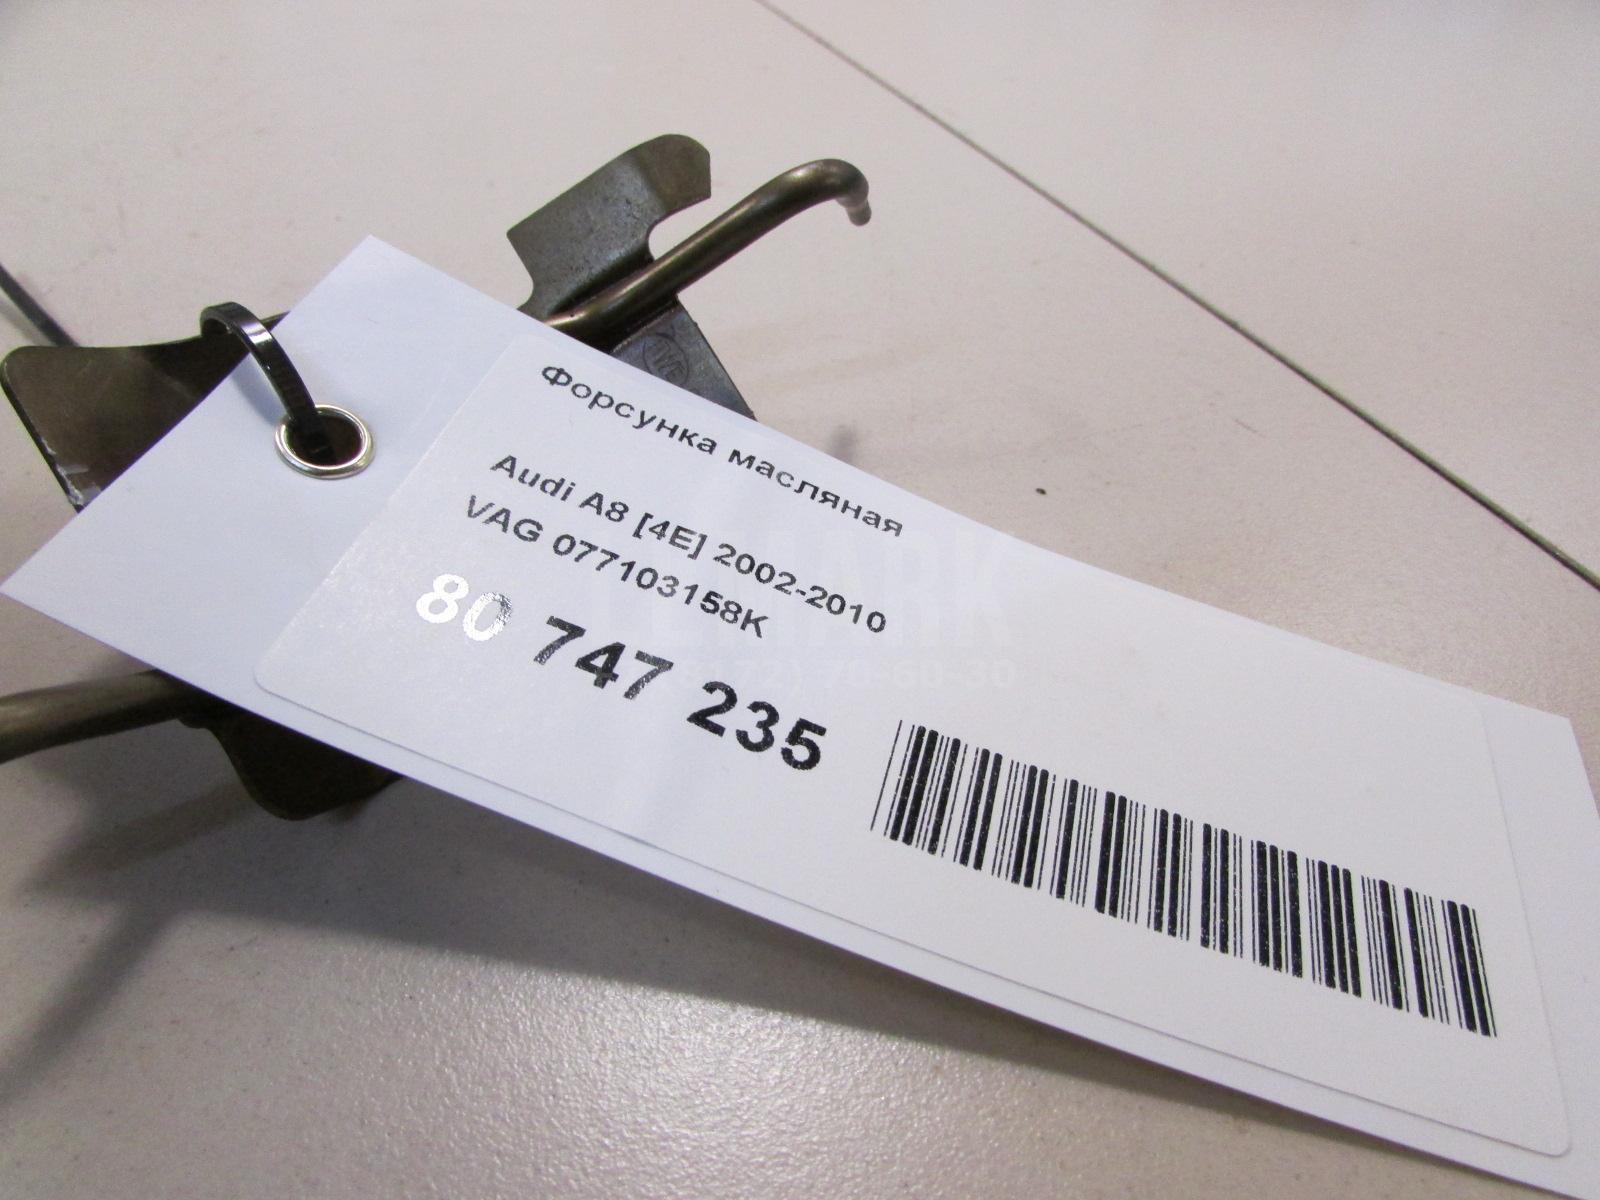 Форсунка масляная
Audi A8 [4E] 2002-2010
VAG 077103158K
80 747 235